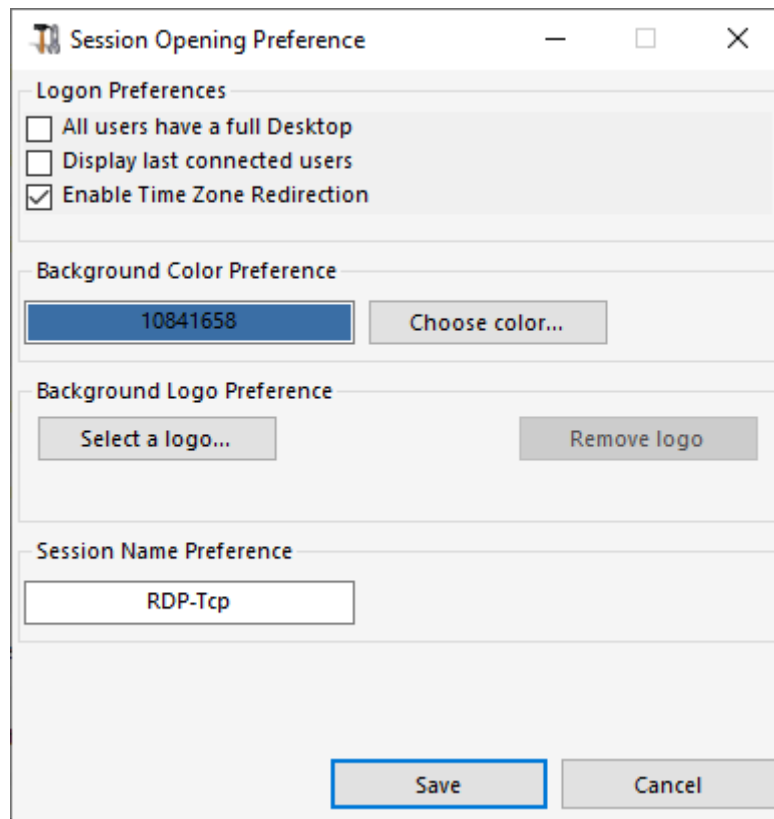 Session Opening Preference
Logon Preferences
All users have a full Desktop
Display last connected users
Enable Time Zone Redirection
Background Color Preference
10841658
Choose color...
Background Logo Preference
Select a logo...
Remove logo
Session Name Preference
RDP-Tcp
Save
Cancel